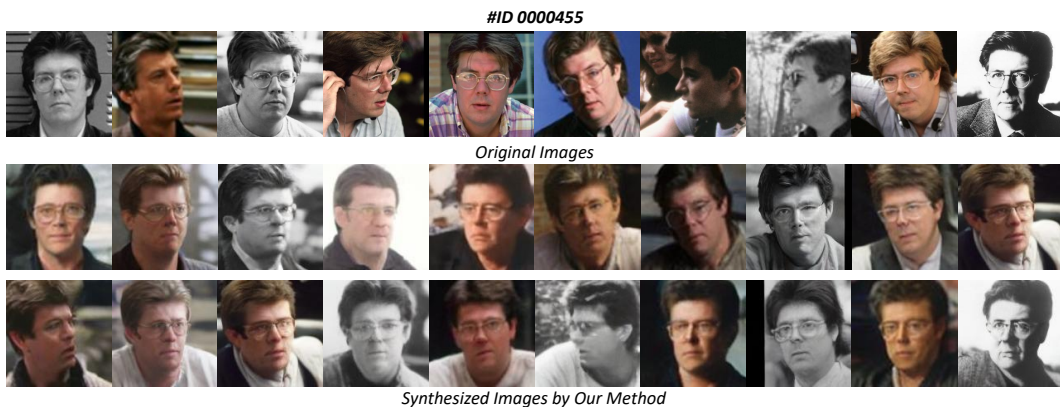 #ID 0000455
Original Images
Synthesized Images by Our Method